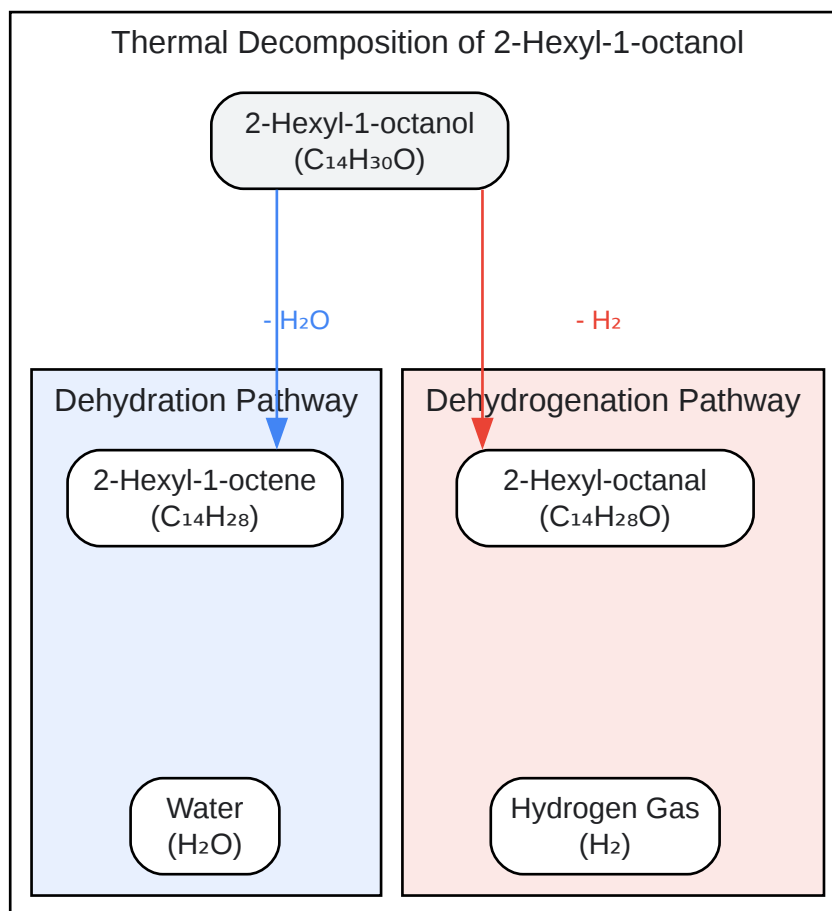 Thermal Decomposition of 2-Hexyl-1-octanol
2-Hexyl-1-octanol
(C₁₄H₃₀O)
- H₂O
- H₂
Dehydration Pathway
Dehydrogenation Pathway
2-Hexyl-1-octene
(C₁₄H₂₈)
2-Hexyl-octanal
(C₁₄H₂₈O)
Water
(H₂O)
Hydrogen Gas
(H₂)